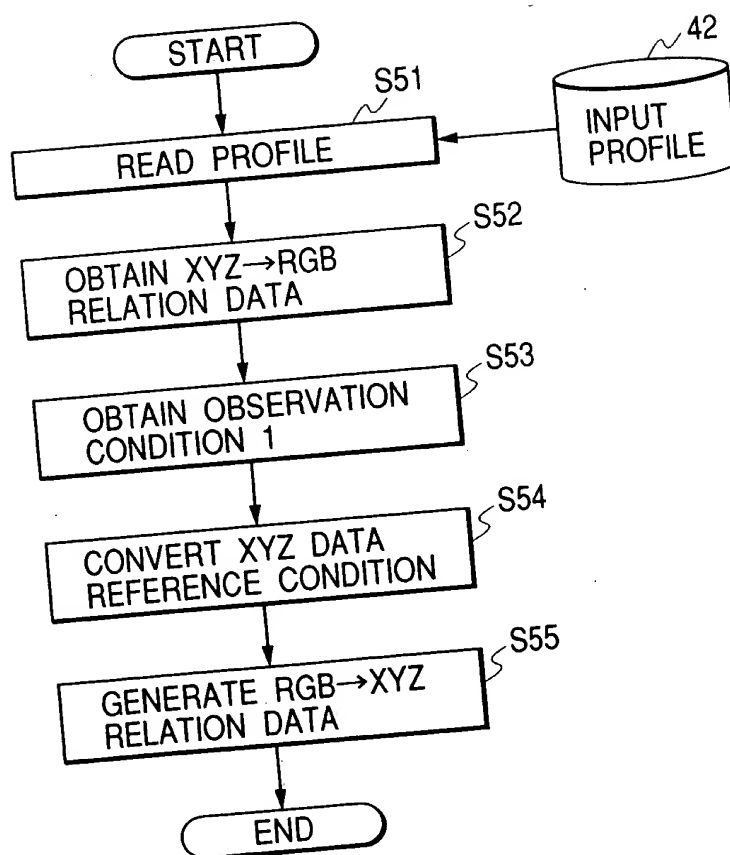 START
42
S51
INPUT
PROFILE
READ PROFILE
S52
OBTAIN XYZ→RGB
RELATION DATA
S53
OBTAIN OBSERVATION
CONDITION 1
S54
CONVERT XYZ DATA
REFERENCE CONDITION
S55
GENERATE RGB→XYZ
RELATION DATA
END